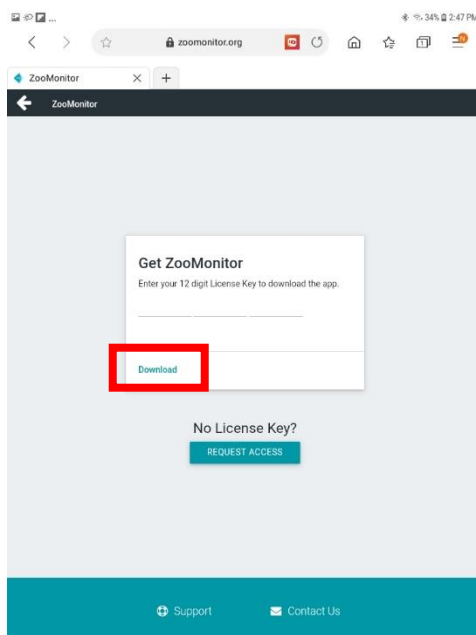 34% 2:47 PM
zoomonitor.org
ZooMonitor
ZooMonitor
Get ZooMonitor
Enter your 12 digit License Key to download the app.
Download
No License Key?
REQUEST ACCESS
Support Contact Us